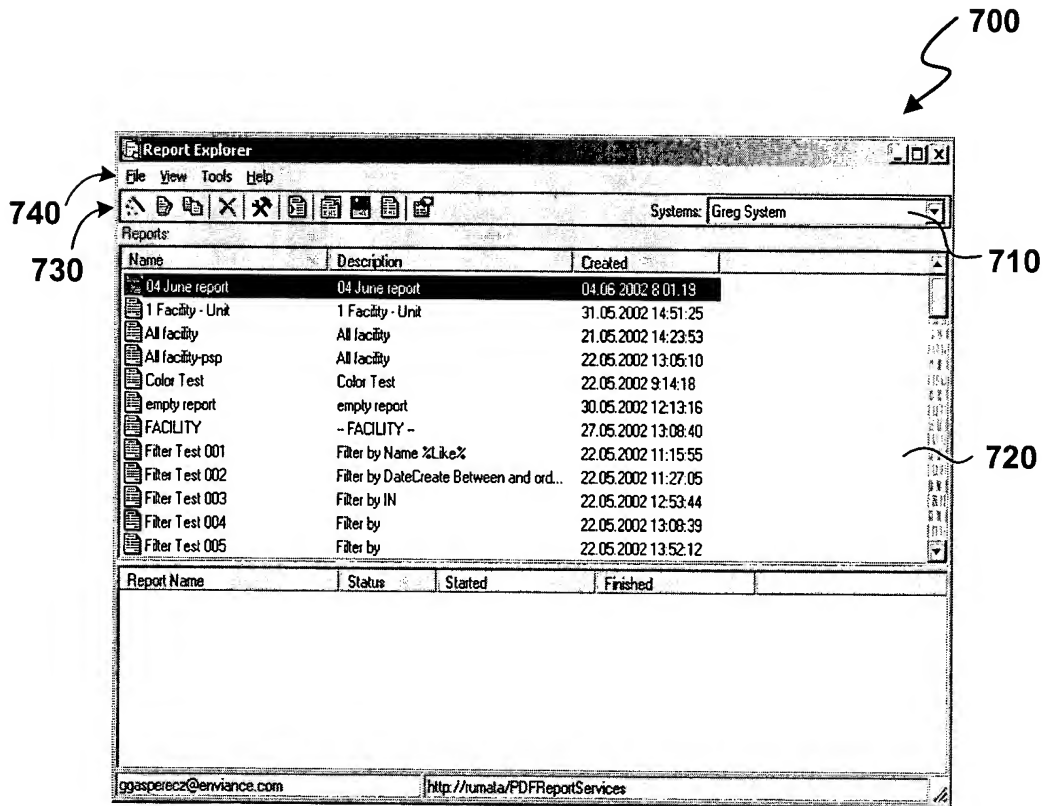 700
Report Explorer
File View Tools Help
740
Systems: Greg System
730
Reports:
710
Name Description Created
04 June report 04 June report 04.06.2002 8:01:19
1 Facility - Unit 1 Facility - Unit 31.05.2002 14:51:25
All facility All facility 21.05.2002 14:23:53
All facility-psp All facility 22.05.2002 13:05:10
Color Test Color Test 22.05.2002 9:14:18
empty report empty report 30.05.2002 12:13:16
FACILITY -- FACILITY -- 27.05.2002 13:08:40
Filter Test 001 Filter by Name %Like% 22.05.2002 11:15:55
720
Filter Test 002 Filter by DateCreate Between and ord... 22.05.2002 11:27:05
Filter Test 003 Filter by IN 22.05.2002 12:53:44
Filter Test 004 Filter by 22.05.2002 13:08:39
Filter Test 005 Filter by 22.05.2002 13:52:12
Report Name Status Started Finished
ggasperecz@enviance.com http://rumata/PDFReportServices